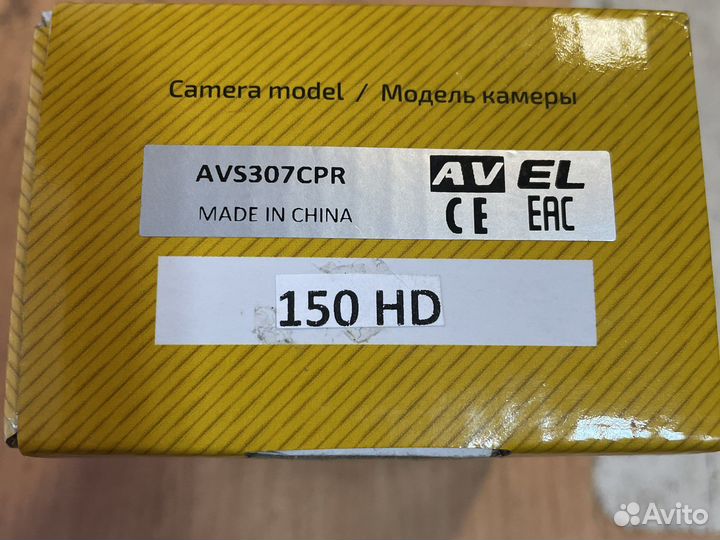 Camera model / Модель камеры
AVS307CPR
AVEL
MADE IN CHINA
CE EAC
150 HD
Avito